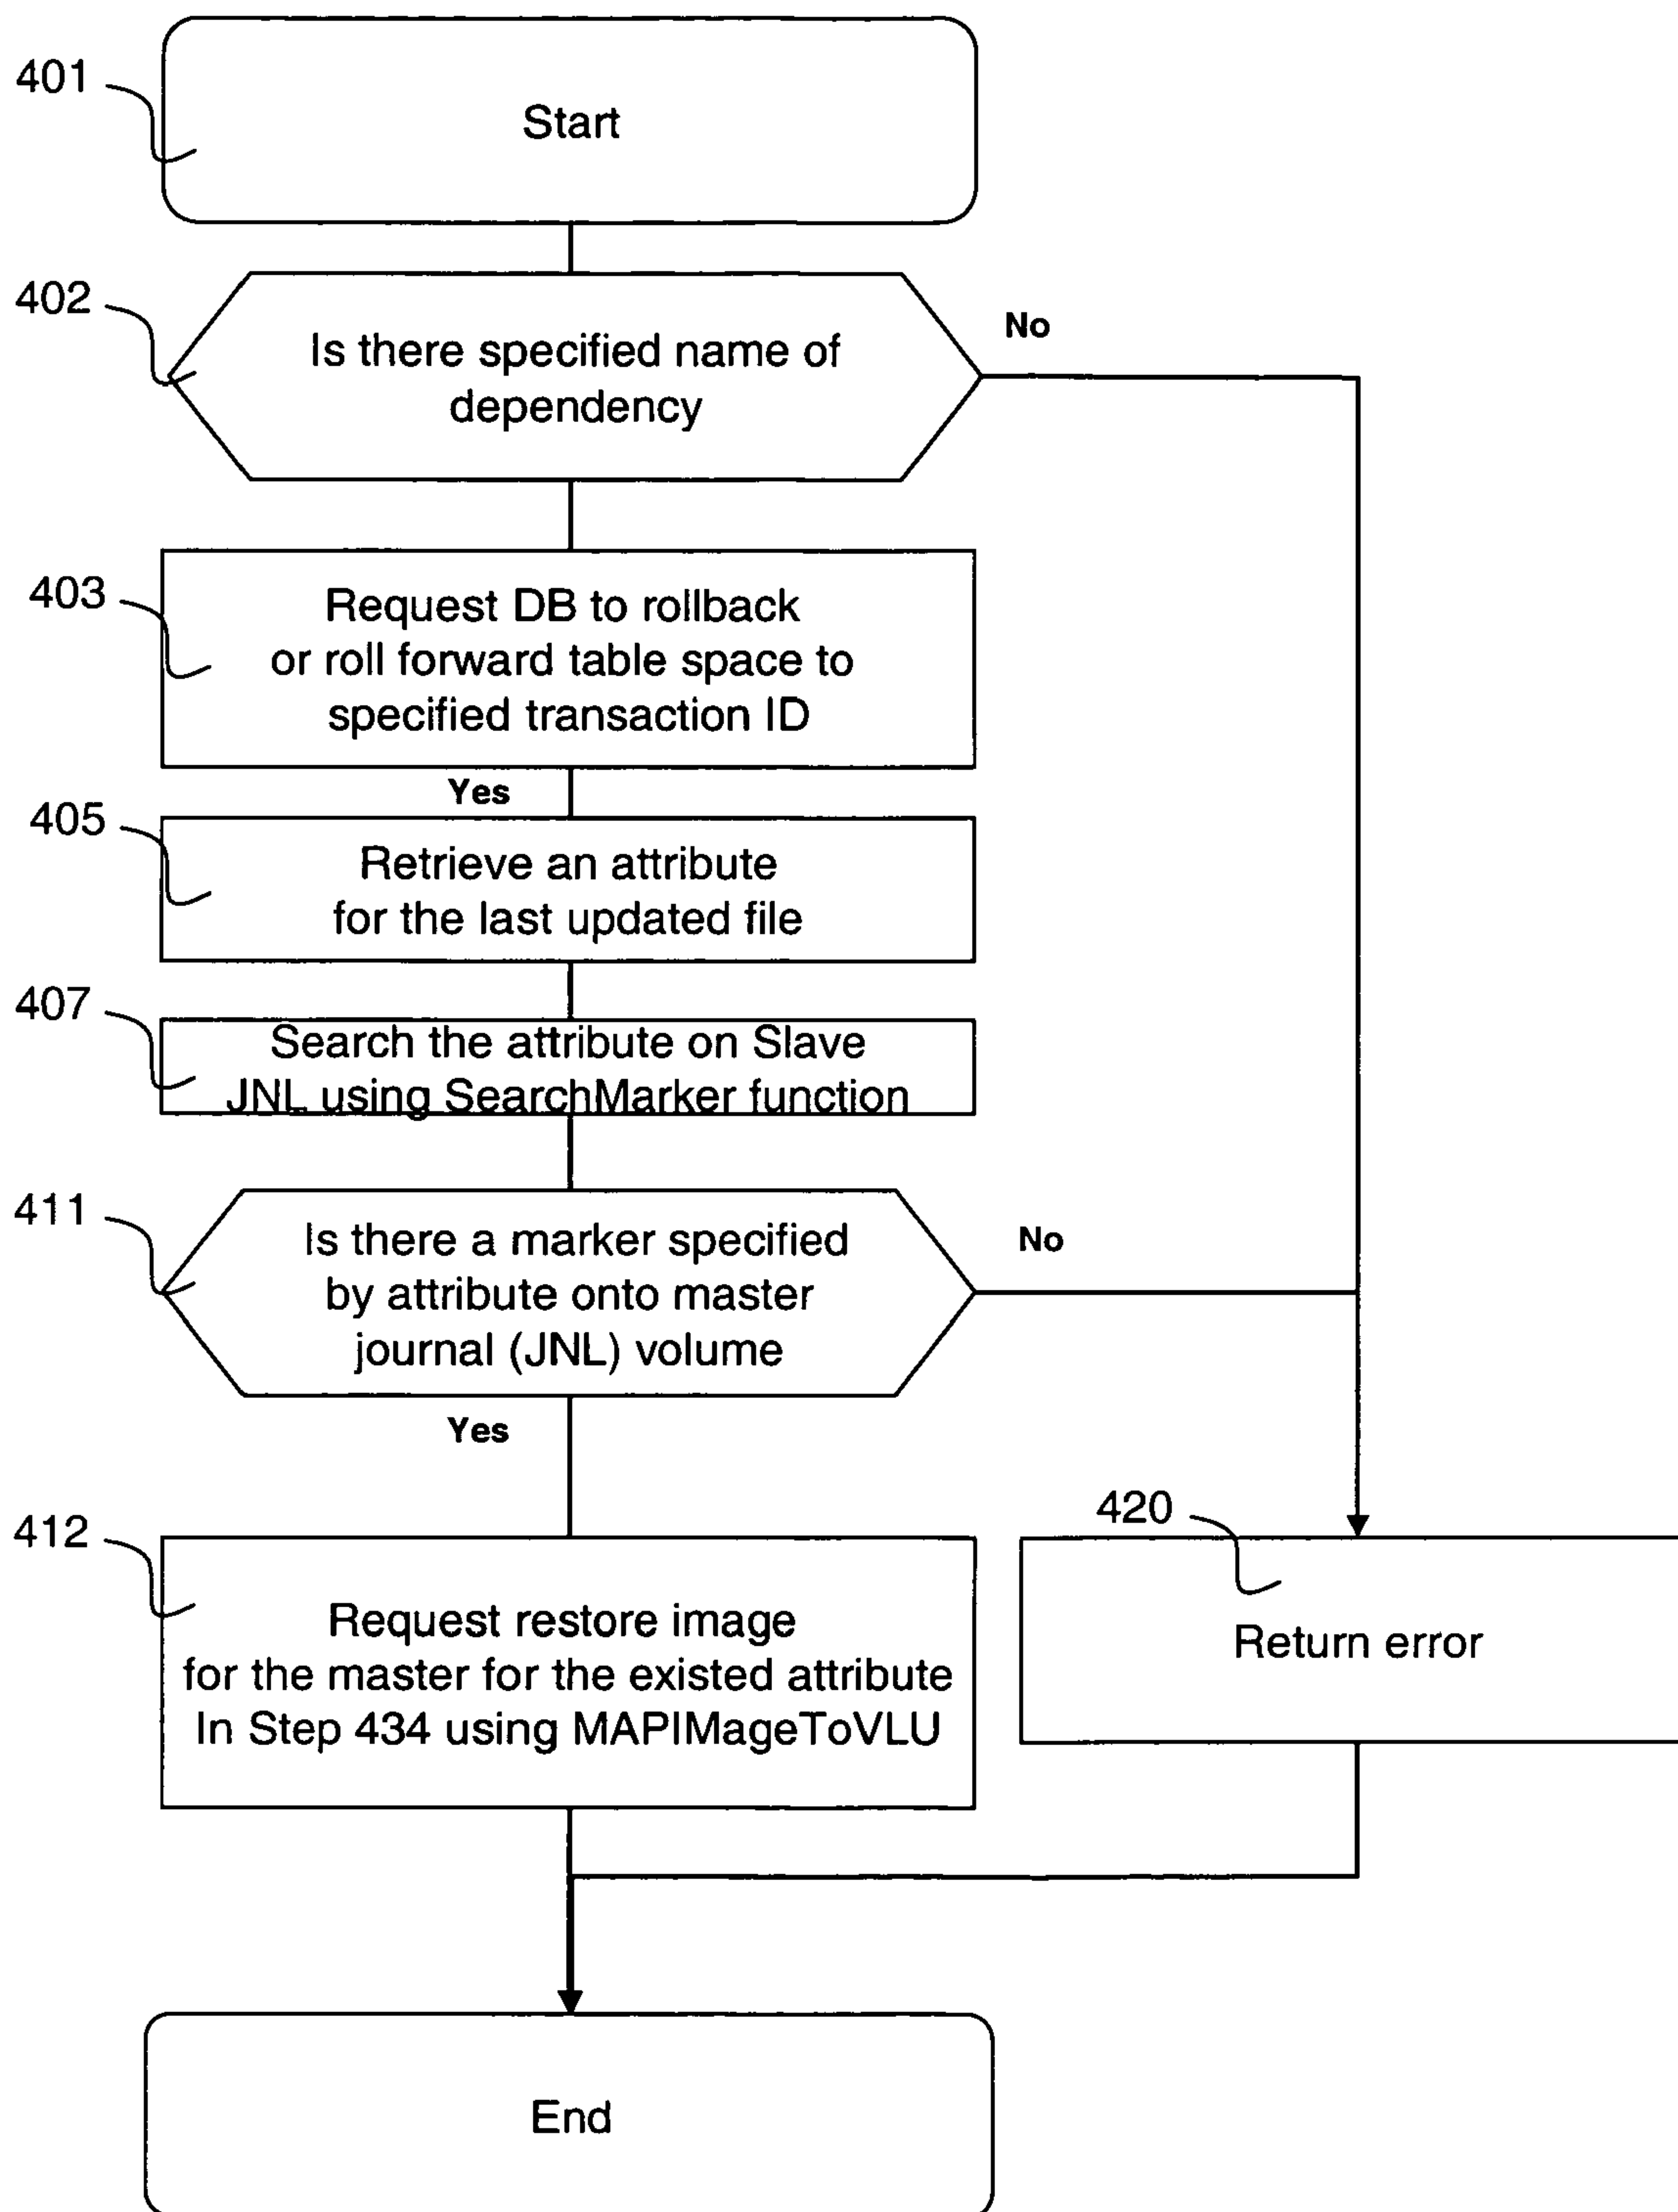 401
Start
402
Is there specified name of
dependency
No
403
Request DB to rollback
or roll forward table space to
specified transaction ID
Yes
405
Retrieve an attribute
for the last updated file
407
Search the attribute on Slave
JNL using SearchMarker function
411
Is there a marker specified
by attribute onto master
journal (JNL) volume
No
Yes
412
Request restore image
for the master for the existed attribute
In Step 434 using MAPIMageToVLU
420
Return error
End